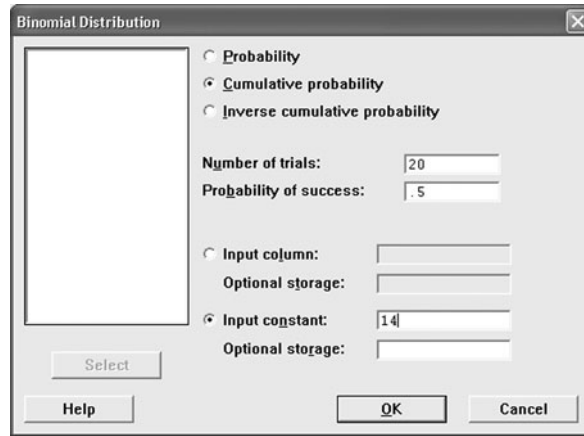 Binomial Distribution
Probability
Cumulative probability
Inverse cumulative probability
Number of trials: 20
Probability of success: .5
Input column:
Optional storage:
Input constant: 14
Optional storage:
Select
Help OK Cancel